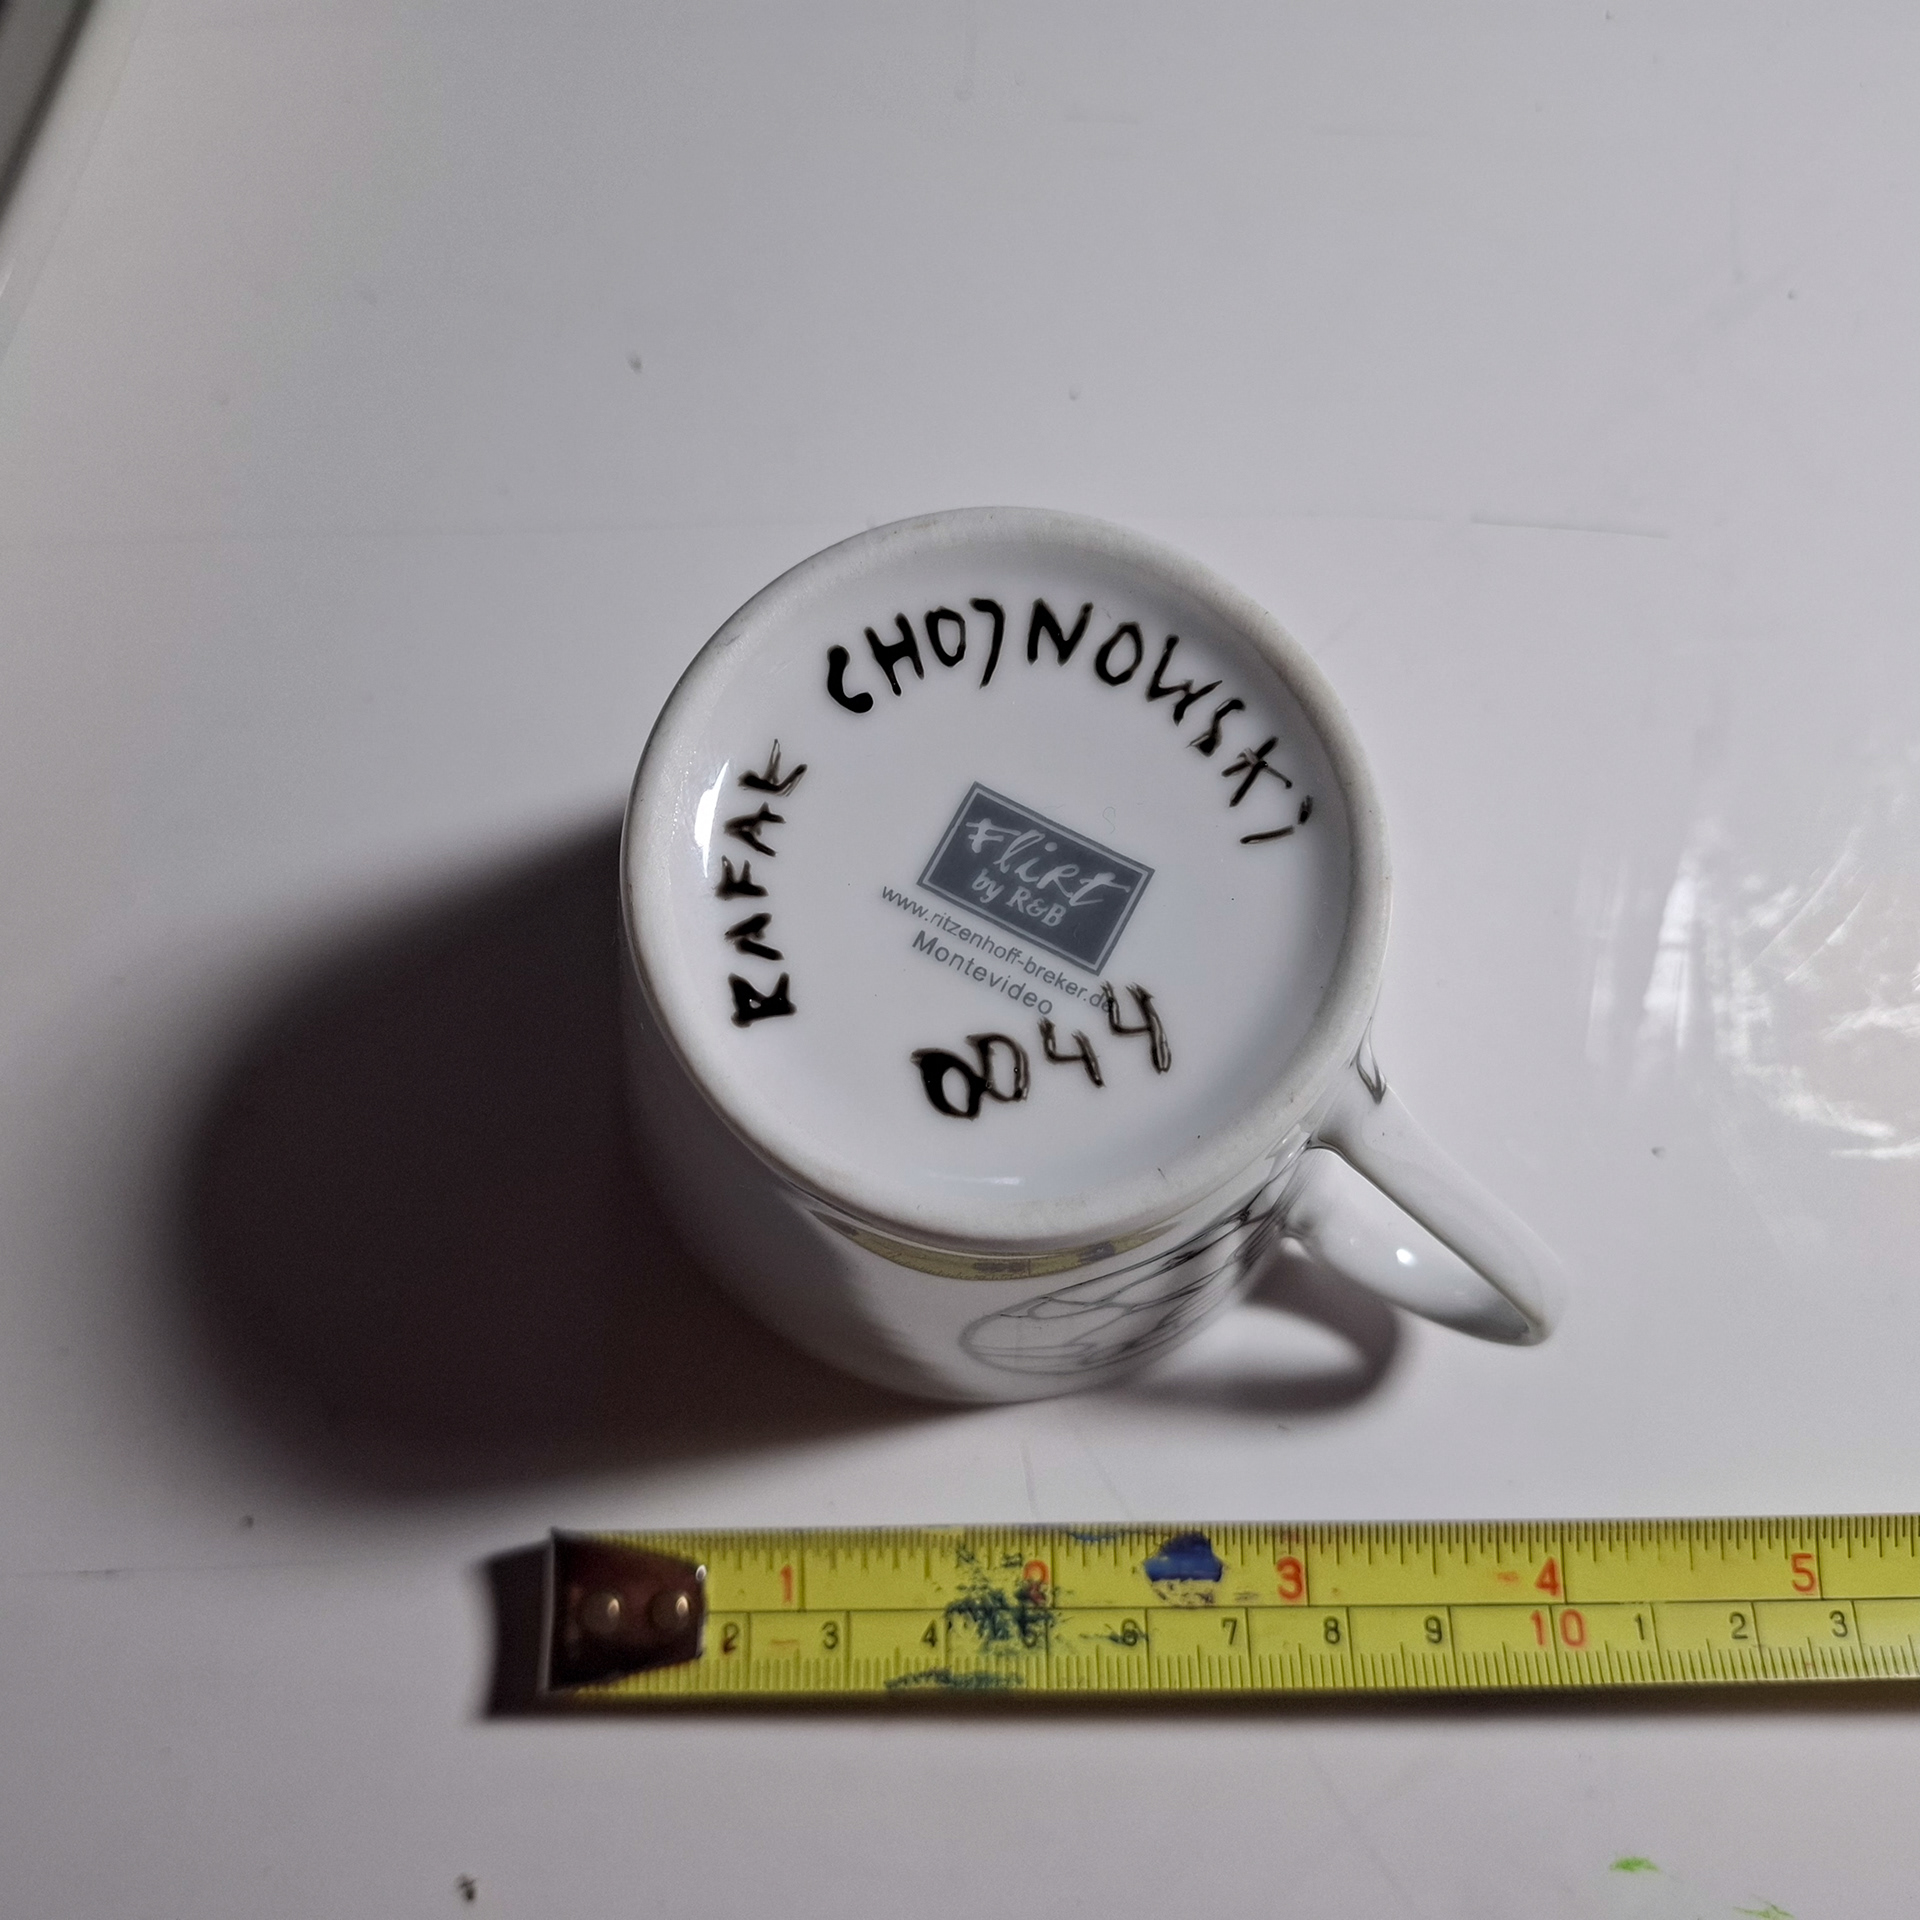 RAFAŁ CHOJNOWSKI
Flirt
by R&B
www.ritzenhoff-breker.de
Montevideo
0044
1 2 3 4 5
2 3 4 5 6 7 8 9 10 1 2 3